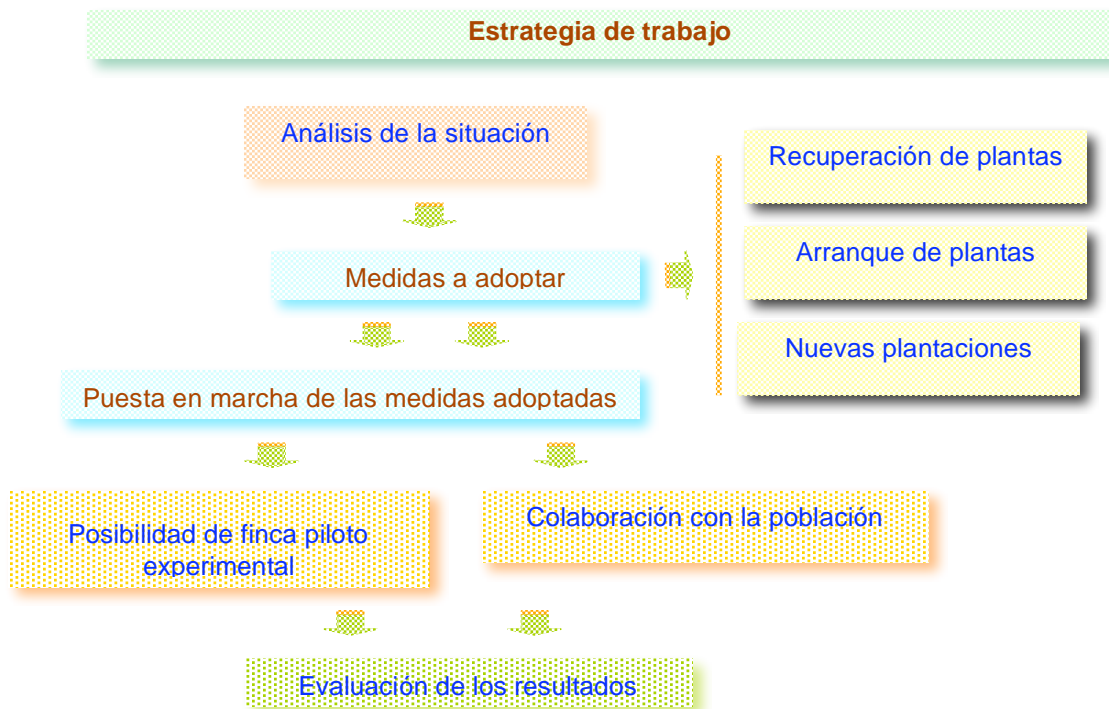 Estrategia de trabajo
Análisis de la situación
Recuperación de plantas
Arranque de plantas
Medidas a adoptar
Nuevas plantaciones
Puesta en marcha de las medidas adoptadas
Posibilidad de finca piloto
experimental
Colaboración con la población
Evaluación de los resultados